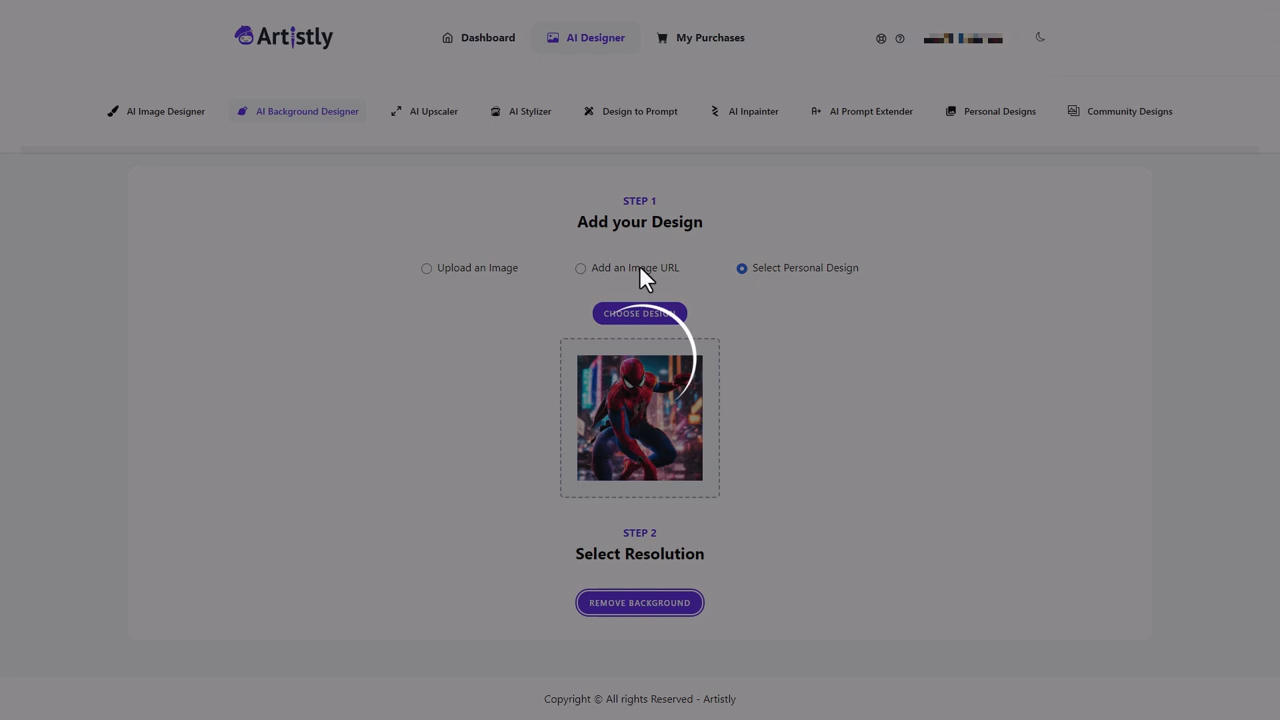 Artistly
Dashboard
AI Designer
My Purchases
AI Image Designer
AI Background Designer
AI Upscaler
AI Stylizer
Design to Prompt
AI Inpainter
AI Prompt Extender
Personal Designs
Community Designs
STEP 1
Add your Design
Upload an Image
Add an Image URL
Select Personal Design
CHOOSE DESIGN
STEP 2
Select Resolution
REMOVE BACKGROUND
Copyright © All rights Reserved - Artistly